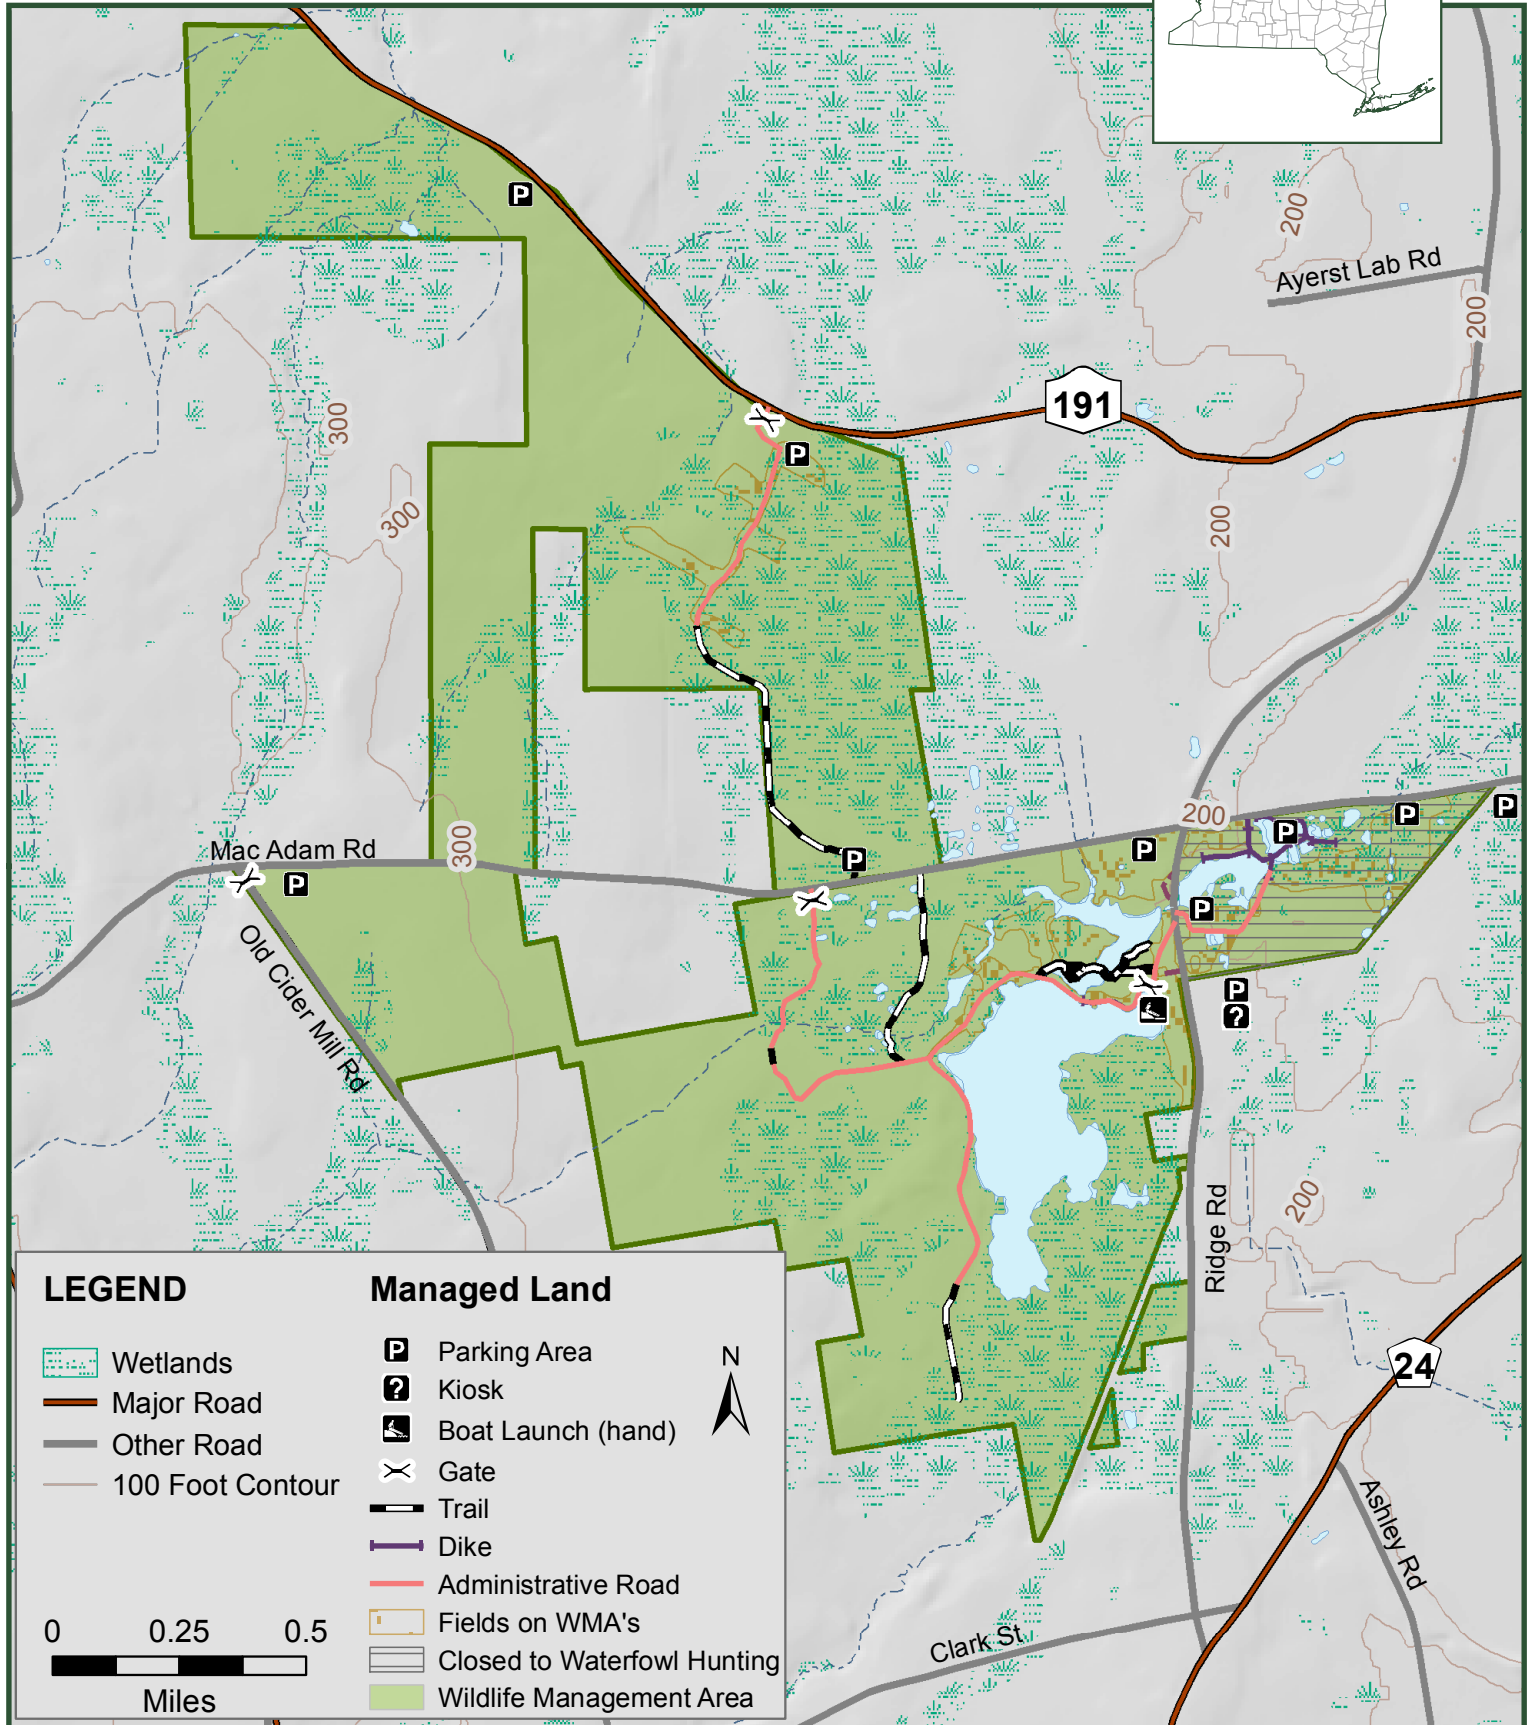 P
200
Ayerst Lab Rd
200
191
300
P
300
200
P
200
P
P
P
Mac Adam Rd
300
P
P
P
P
Old Cider Mill Rd
P
?
Ridge Rd
200
24
Ashley Rd
Clark St
LEGEND
Wetlands
Major Road
Other Road
100 Foot Contour
0 0.25 0.5
Miles
Managed Land
P Parking Area
? Kiosk
Boat Launch (hand)
Gate
Trail
Dike
Administrative Road
Fields on WMA's
Closed to Waterfowl Hunting
Wildlife Management Area
N